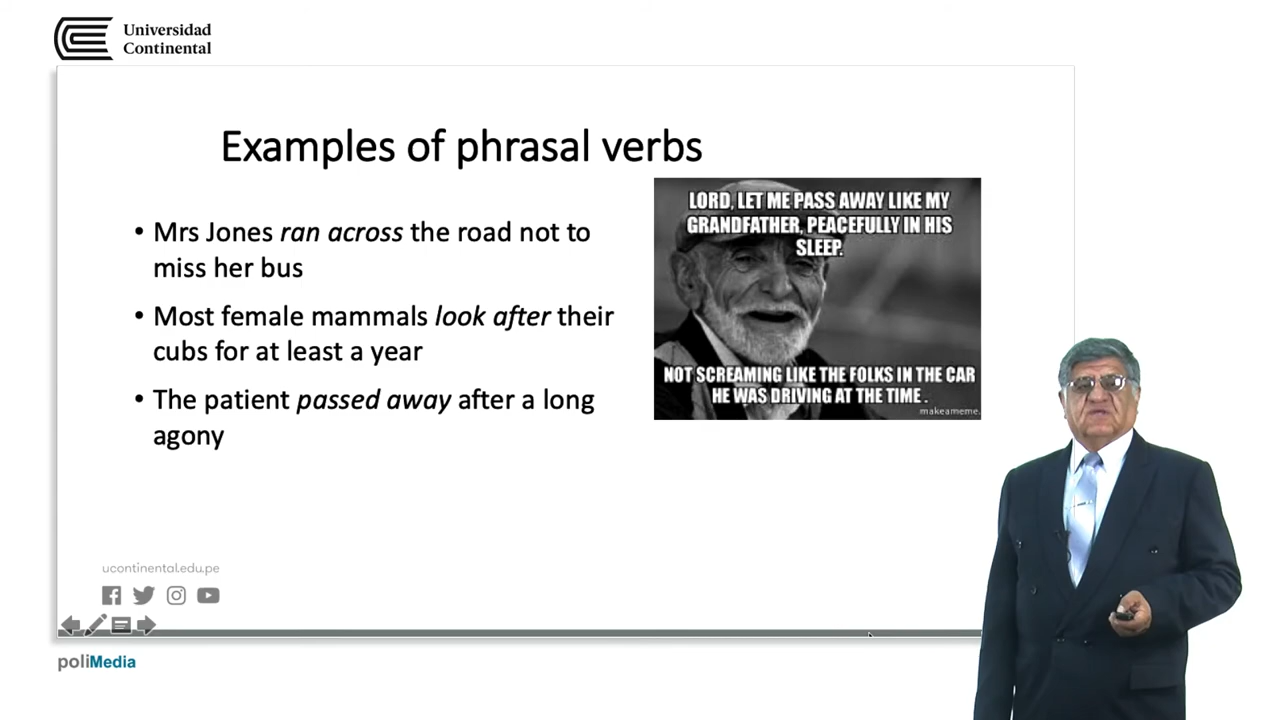 Universidad
Continental
Examples of phrasal verbs
• Mrs Jones ran across the road not to
miss her bus
• Most female mammals look after their
cubs for at least a year
• The patient passed away after a long
agony
LORD, LET ME PASS AWAY LIKE MY
GRANDFATHER, PEACEFULLY IN HIS
SLEEP.
NOT SCREAMING LIKE THE FOLKS IN THE CAR
HE WAS DRIVING AT THE TIME .
makeameme.
ucontinental.edu.pe
poliMedia